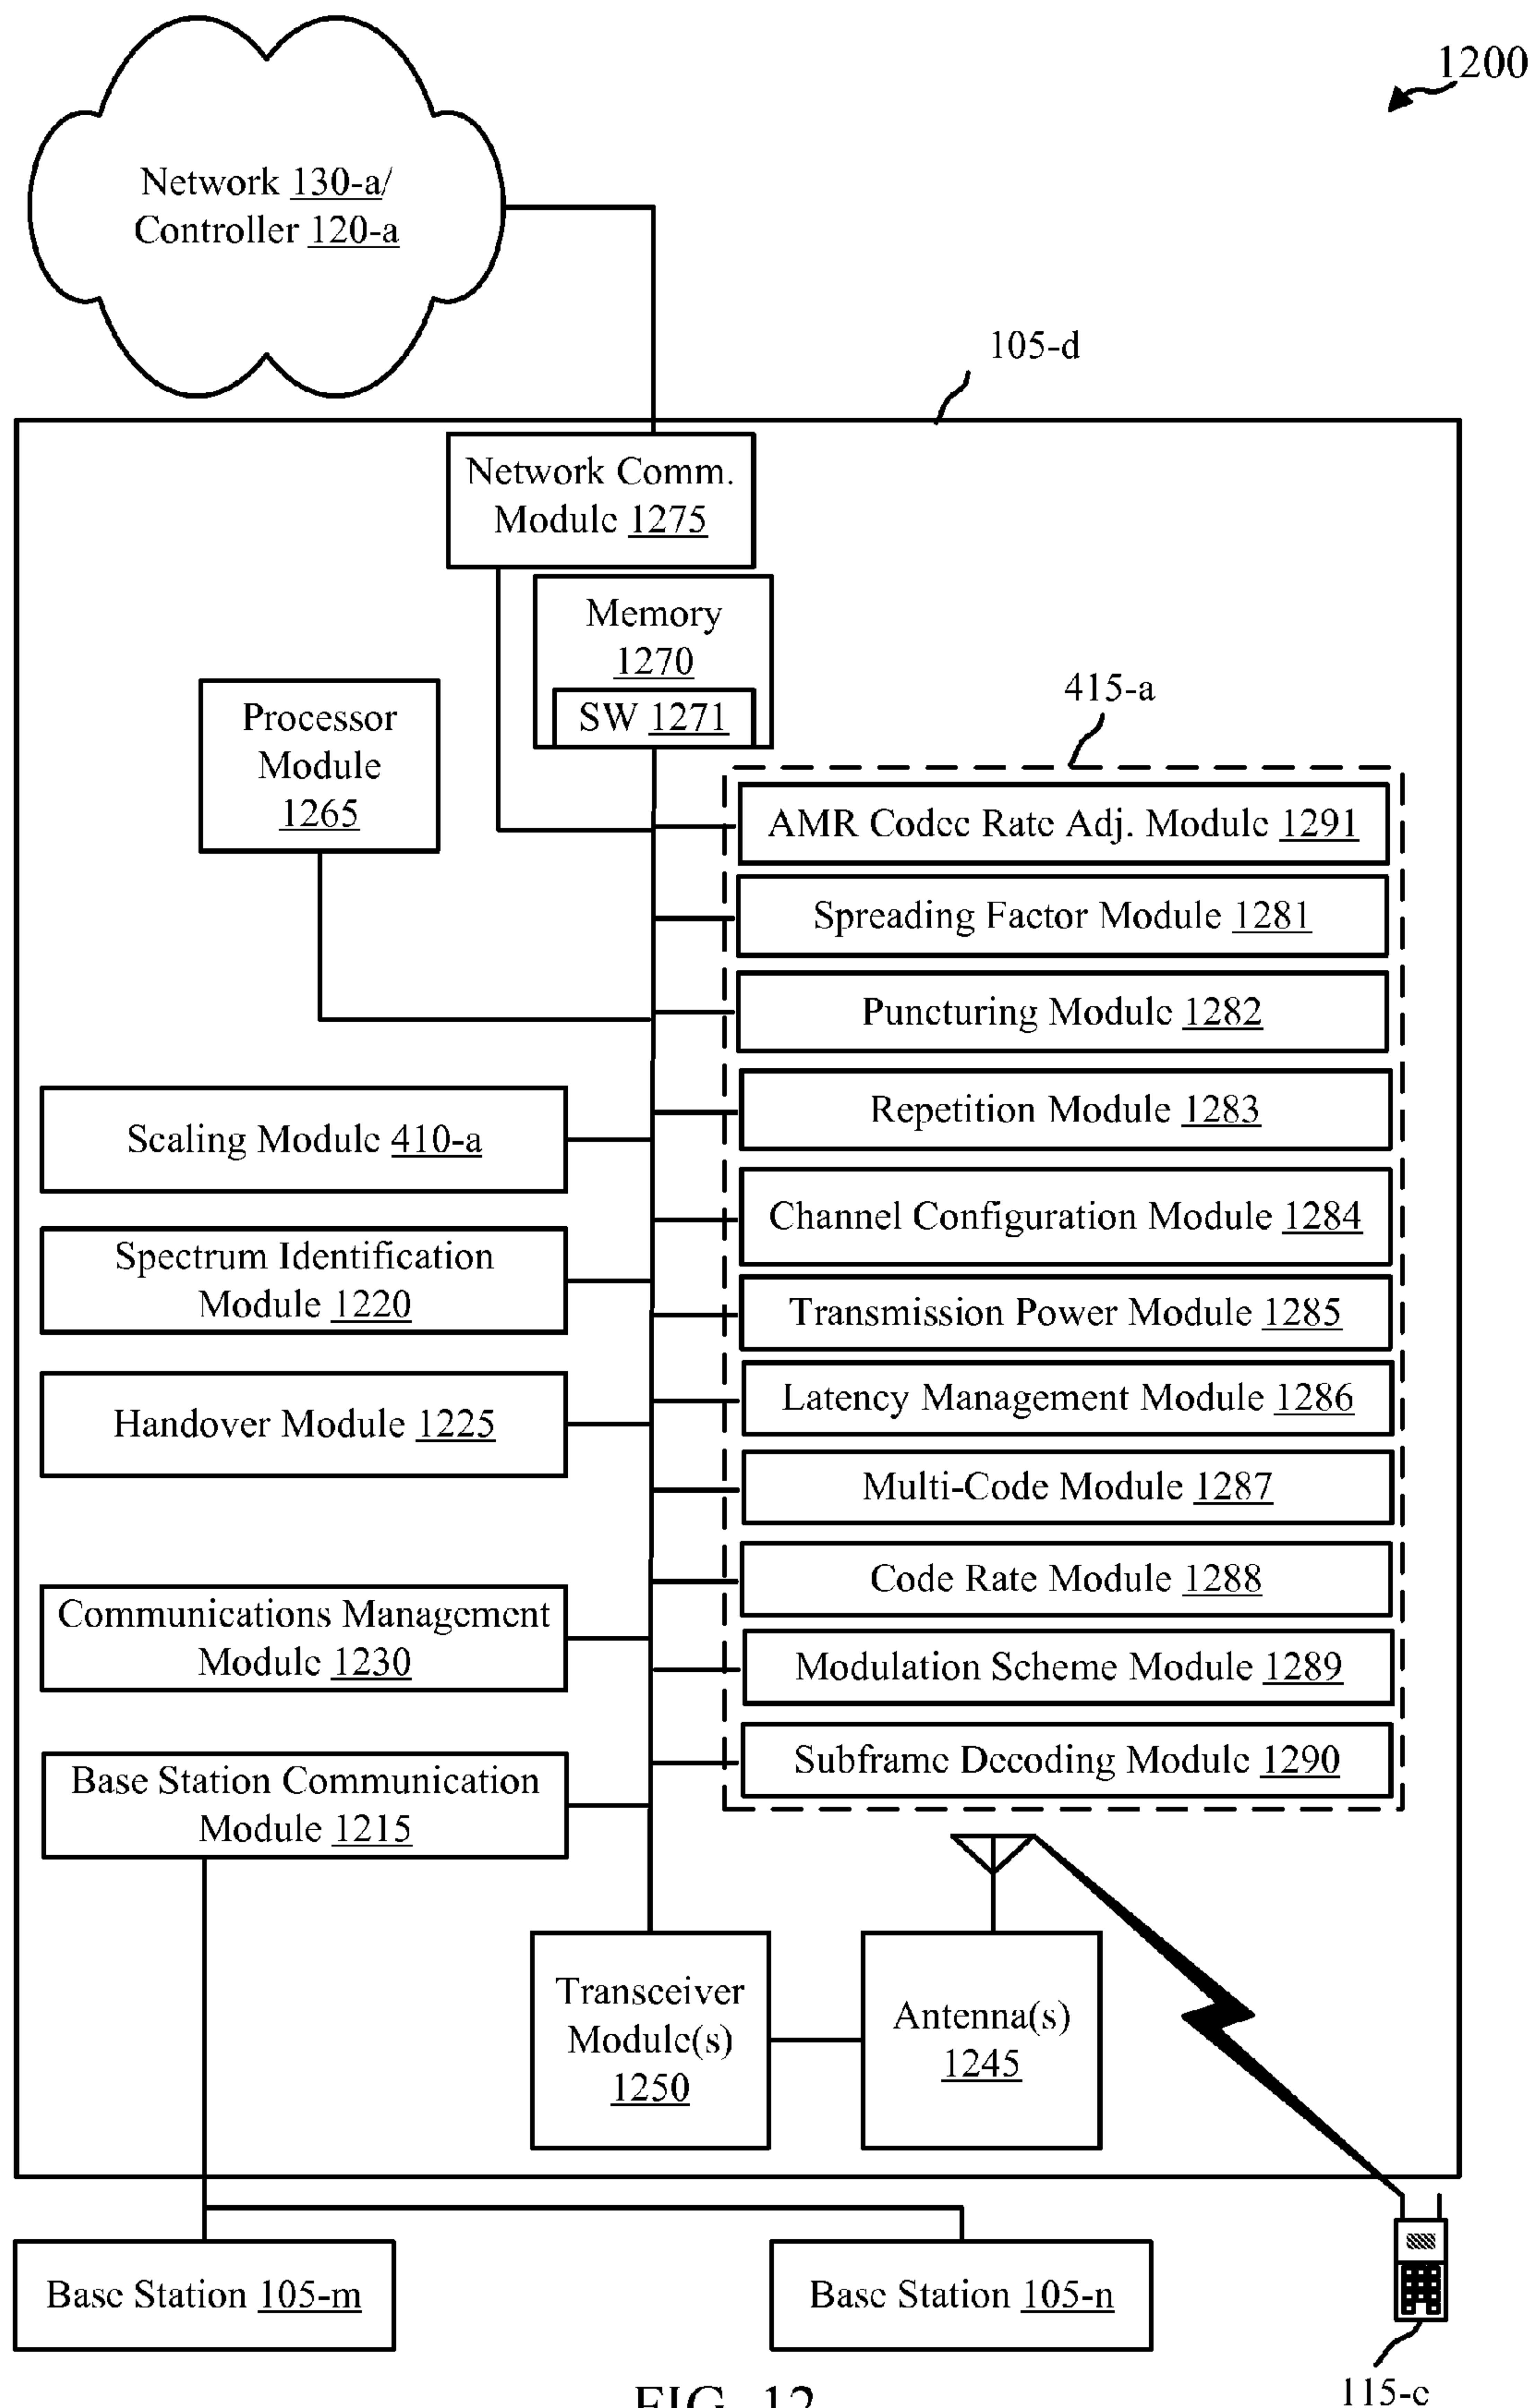 1200
Network 130-a/
Controller 120-a
105-d
Network Comm.
Module 1275
Memory
1270
SW 1271
Processor
Module
1265
415-a
AMR Codec Rate Adj. Module 1291
Spreading Factor Module 1281
Puncturing Module 1282
Repetition Module 1283
Channel Configuration Module 1284
Transmission Power Module 1285
Latency Management Module 1286
Multi-Code Module 1287
Code Rate Module 1288
Modulation Scheme Module 1289
Subframe Decoding Module 1290
Scaling Module 410-a
Spectrum Identification
Module 1220
Handover Module 1225
Communications Management
Module 1230
Base Station Communication
Module 1215
Transceiver
Module(s)
1250
Antenna(s)
1245
Base Station 105-m
Base Station 105-n
115-c
FIG. 12